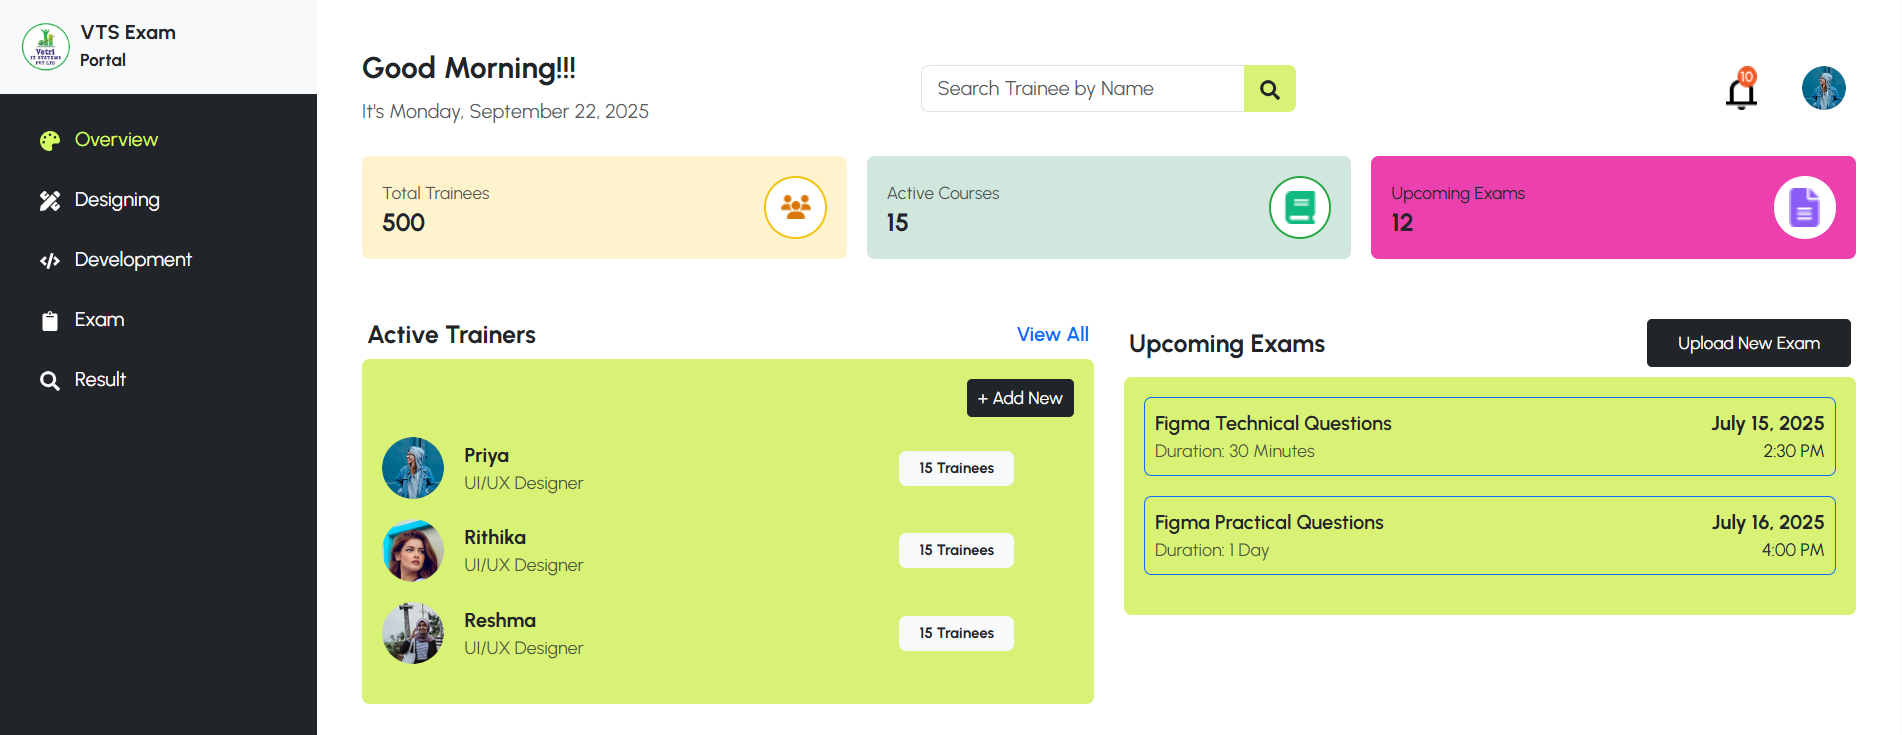 VTS Exam
Portal
Vetri
IT SYSTEMS
PVT LTD
Overview
Designing
Development
Exam
Result
Good Morning!!!
It's Monday, September 22, 2025
Search Trainee by Name
10
Total Trainees
500
Active Courses
15
Upcoming Exams
12
Active Trainers
View All
+ Add New
Priya
UI/UX Designer
15 Trainees
Rithika
UI/UX Designer
15 Trainees
Reshma
UI/UX Designer
15 Trainees
Upcoming Exams
Upload New Exam
Figma Technical Questions
July 15, 2025
Duration: 30 Minutes
2:30 PM
Figma Practical Questions
July 16, 2025
Duration: 1 Day
4:00 PM